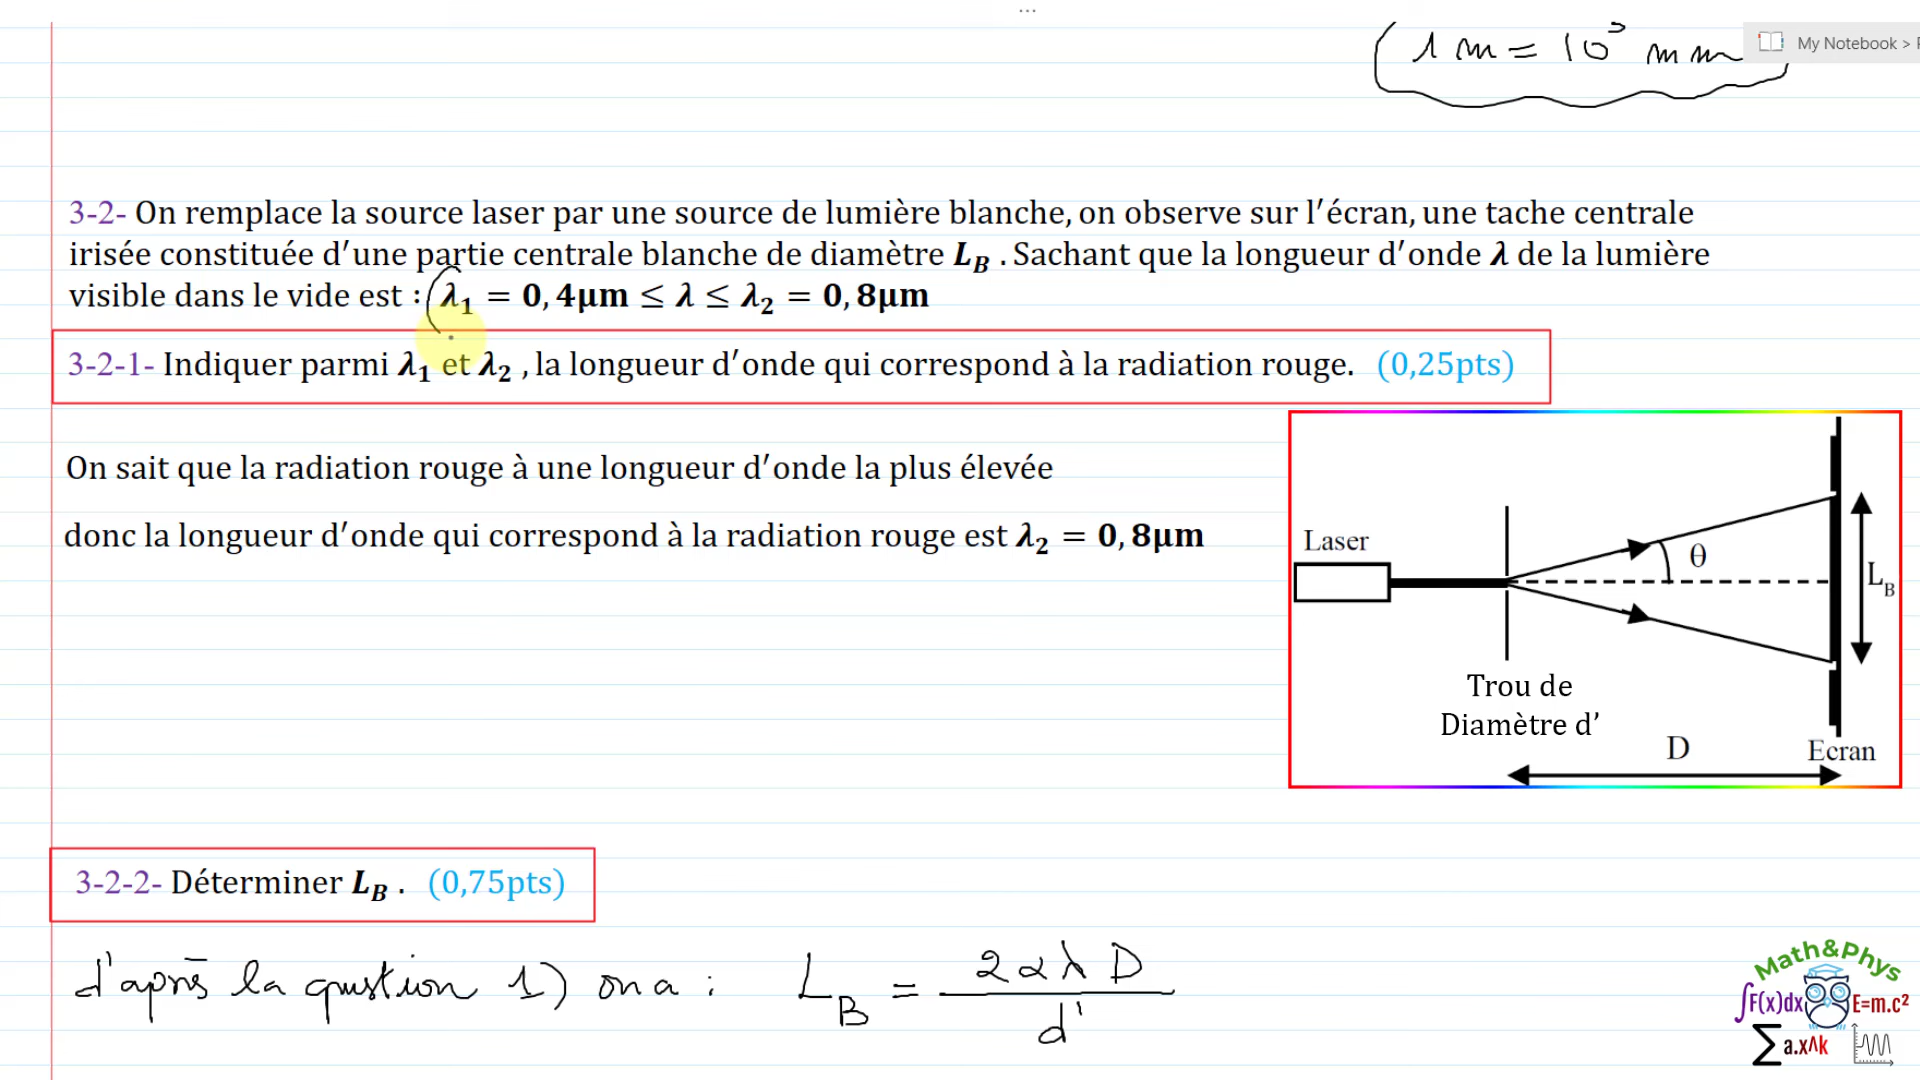 ...
1 m = 10³ mm
My Notebook >
3-2- On remplace la source laser par une source de lumière blanche, on observe sur l'écran, une tache centrale
irisée constituée d'une partie centrale blanche de diamètre L_B . Sachant que la longueur d'onde λ de la lumière
visible dans le vide est : (λ₁ = 0, 4μm ≤ λ ≤ λ₂ = 0, 8μm
3-2-1- Indiquer parmi λ₁ et λ₂ , la longueur d'onde qui correspond à la radiation rouge. (0,25pts)
On sait que la radiation rouge à une longueur d'onde la plus élevée
donc la longueur d'onde qui correspond à la radiation rouge est λ₂ = 0, 8μm
Laser
θ
L_B
Trou de
Diamètre d'
D
Ecran
3-2-2- Déterminer L_B . (0,75pts)
d'après la qustion 1) on a : L_B = 2αλD / d'
Math&Phys
∫F(x)dx E=m.c²
∑ a.x^k